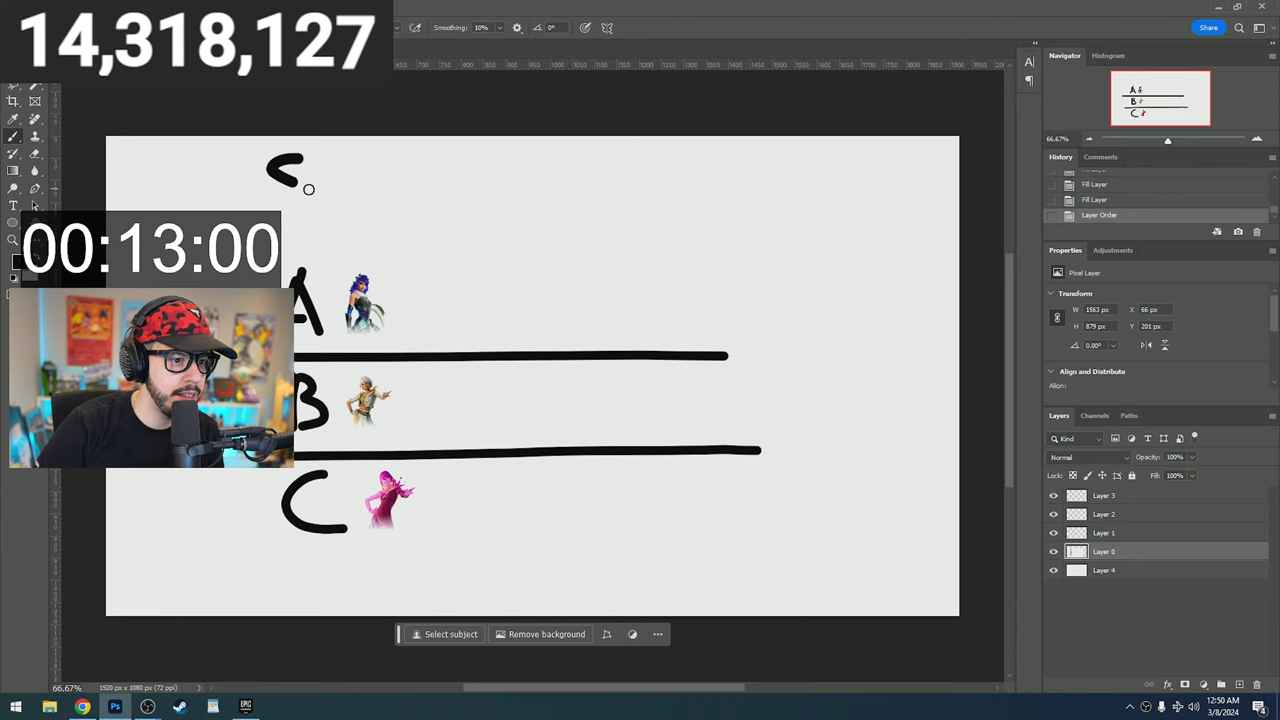 14,318,127
Smoothing: 10%
0°
Share
00:13:00
A
B
C
Navigator
Histogram
A
B
C
66.67%
History
Comments
Fill Layer
Fill Layer
Layer Order
Properties
Adjustments
Pixel Layer
Transform
W 1563 px X 66 px
H 879 px Y 201 px
0.00°
Align and Distribute
Align:
Layers Channels Paths
Kind
Normal Opacity: 100%
Lock: Fill: 100%
Layer 3
Layer 2
Layer 1
Layer 0
Layer 4
Select subject Remove background
66.67% 1920 px x 1080 px (72 ppi)
Ps
EPIC
12:50 AM
3/8/2024